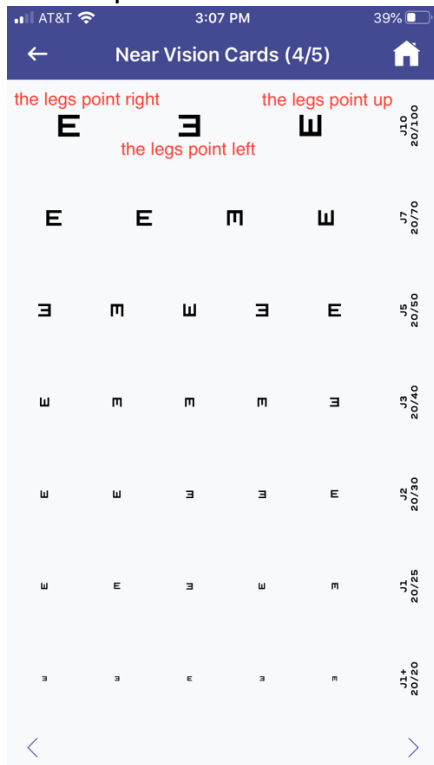 AT&T 3:07 PM 39%
Near Vision Cards (4/5)
the legs point right
the legs point up
E E E
the legs point left
J10
20/100
E E E E
J7
20/70
E E E E E
J5
20/50
E E E E E
J3
20/40
E E E E E
J2
20/30
E E E E E
J1
20/25
E E E E E
J1+
20/20